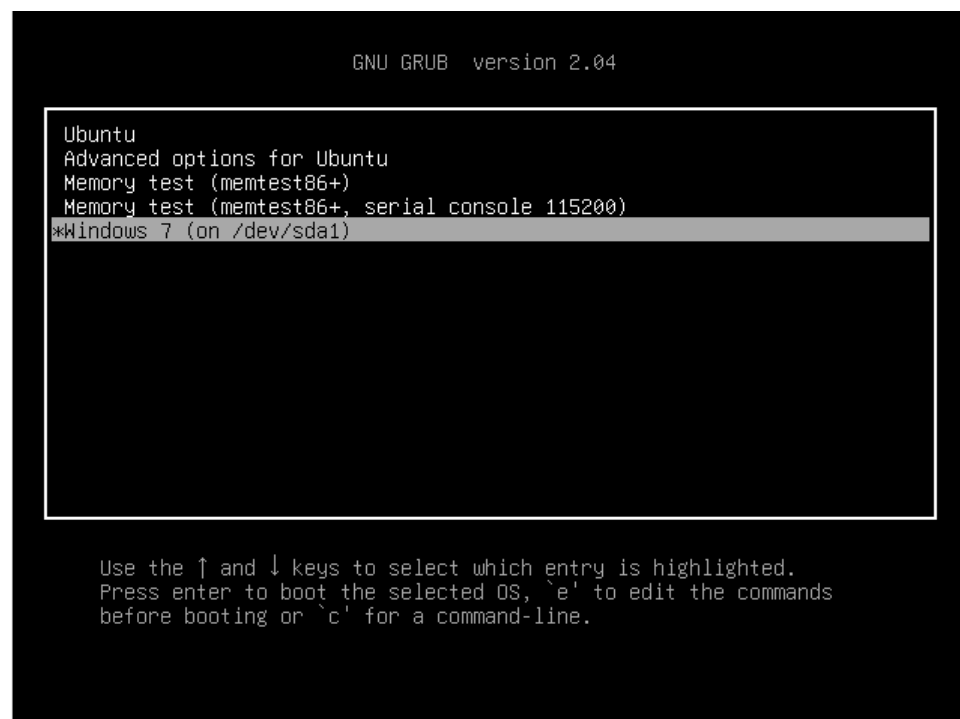 GNU GRUB  version 2.04
Ubuntu
Advanced options for Ubuntu
Memory test (memtest86+)
Memory test (memtest86+, serial console 115200)
*Windows 7 (on /dev/sda1)
Use the ↑ and ↓ keys to select which entry is highlighted.
Press enter to boot the selected OS, `e' to edit the commands
before booting or `c' for a command-line.